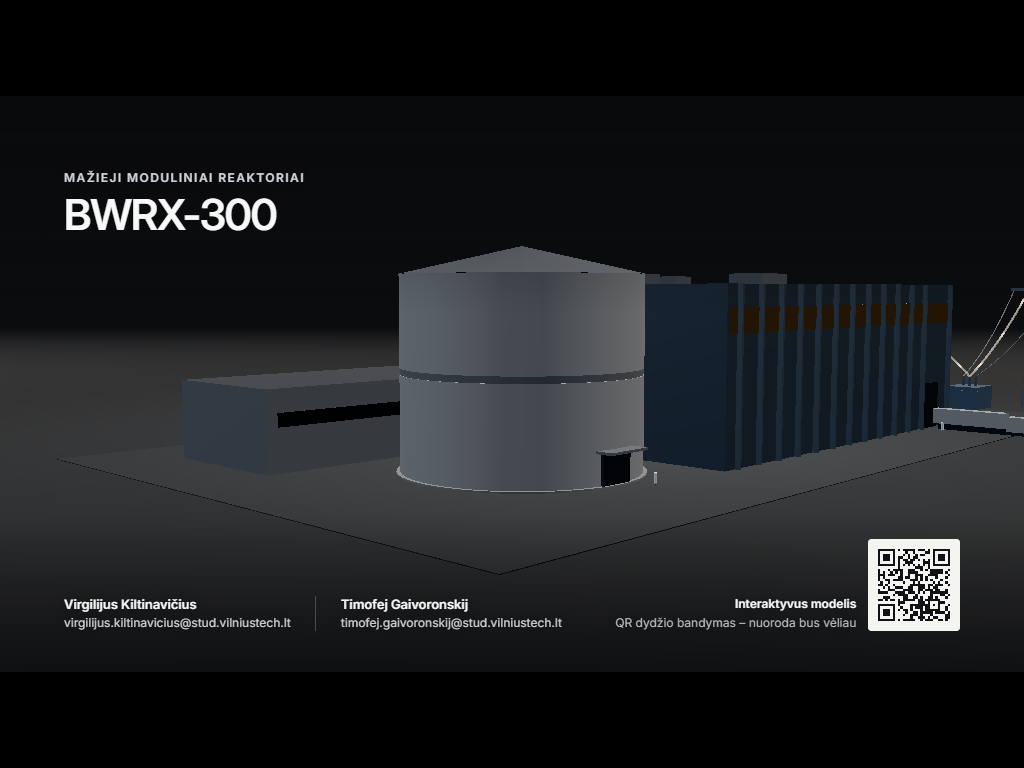 MAŽIEJI MODULINIAI REAKTORIAI
BWRX-300
Virgilijus Kiltinavičius
virgilijus.kiltinavicius@stud.vilniustech.lt
Timofej Gaivoronskij
timofej.gaivoronskij@stud.vilniustech.lt
Interaktyvus modelis
QR dydžio bandymas – nuoroda bus vėliau